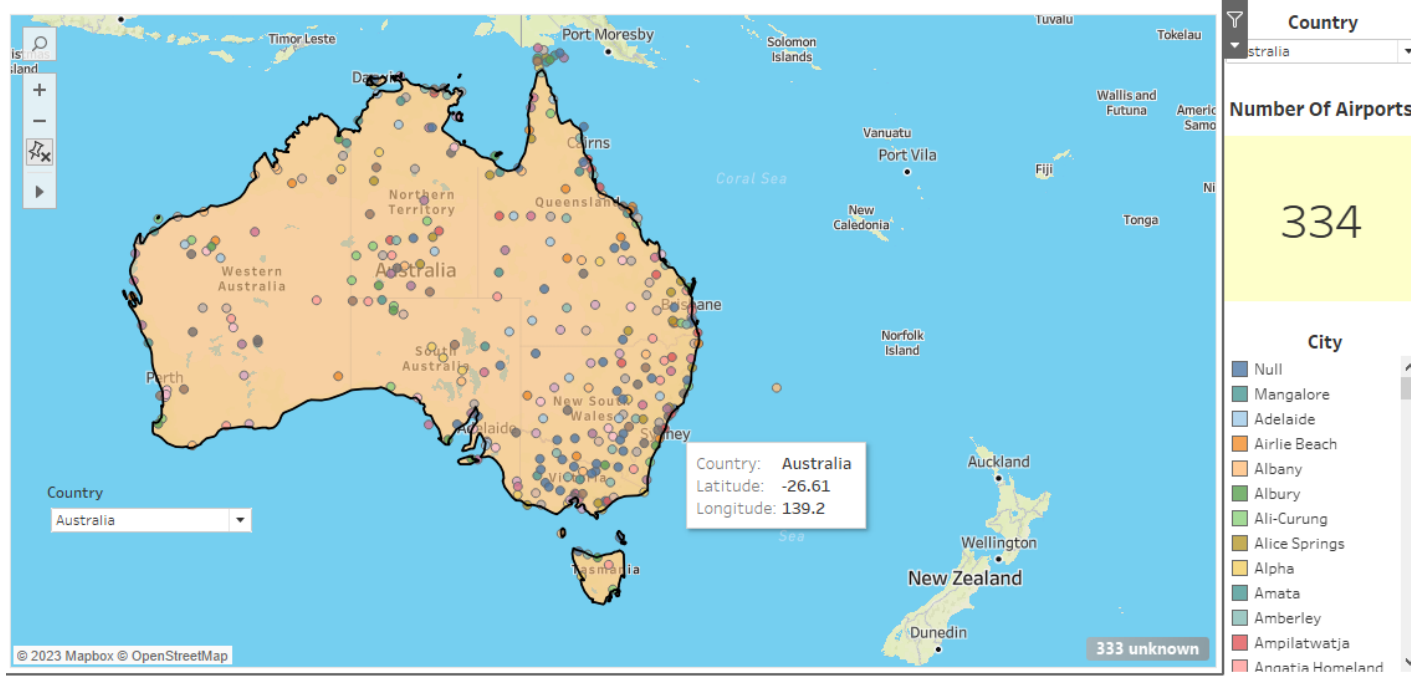 Tuvalu
Timor Leste
Port Moresby
Tokelau
Solomon
Islands
Wallis and
Futuna
Vanuatu
Port Vila
Cairns
Coral Sea
Fiji
Northern
Territory
Queensland
New
Caledonia
Tonga
Western
Australia
Australia
Brisbane
Norfolk
Island
South
Australia
Perth
New South
Wales
Adelaide
Sydney
Victoria
Country: Australia
Latitude: -26.61
Longitude: 139.2
Auckland
Country
Australia
Sea
Wellington
Tasmania
New Zealand
Dunedin
333 unknown
© 2023 Mapbox © OpenStreetMap
Country
stralia
Number Of Airports
334
City
Null
Mangalore
Adelaide
Airlie Beach
Albany
Albury
Ali-Curung
Alice Springs
Alpha
Amata
Amberley
Ampilatwatja
Angatja Homeland